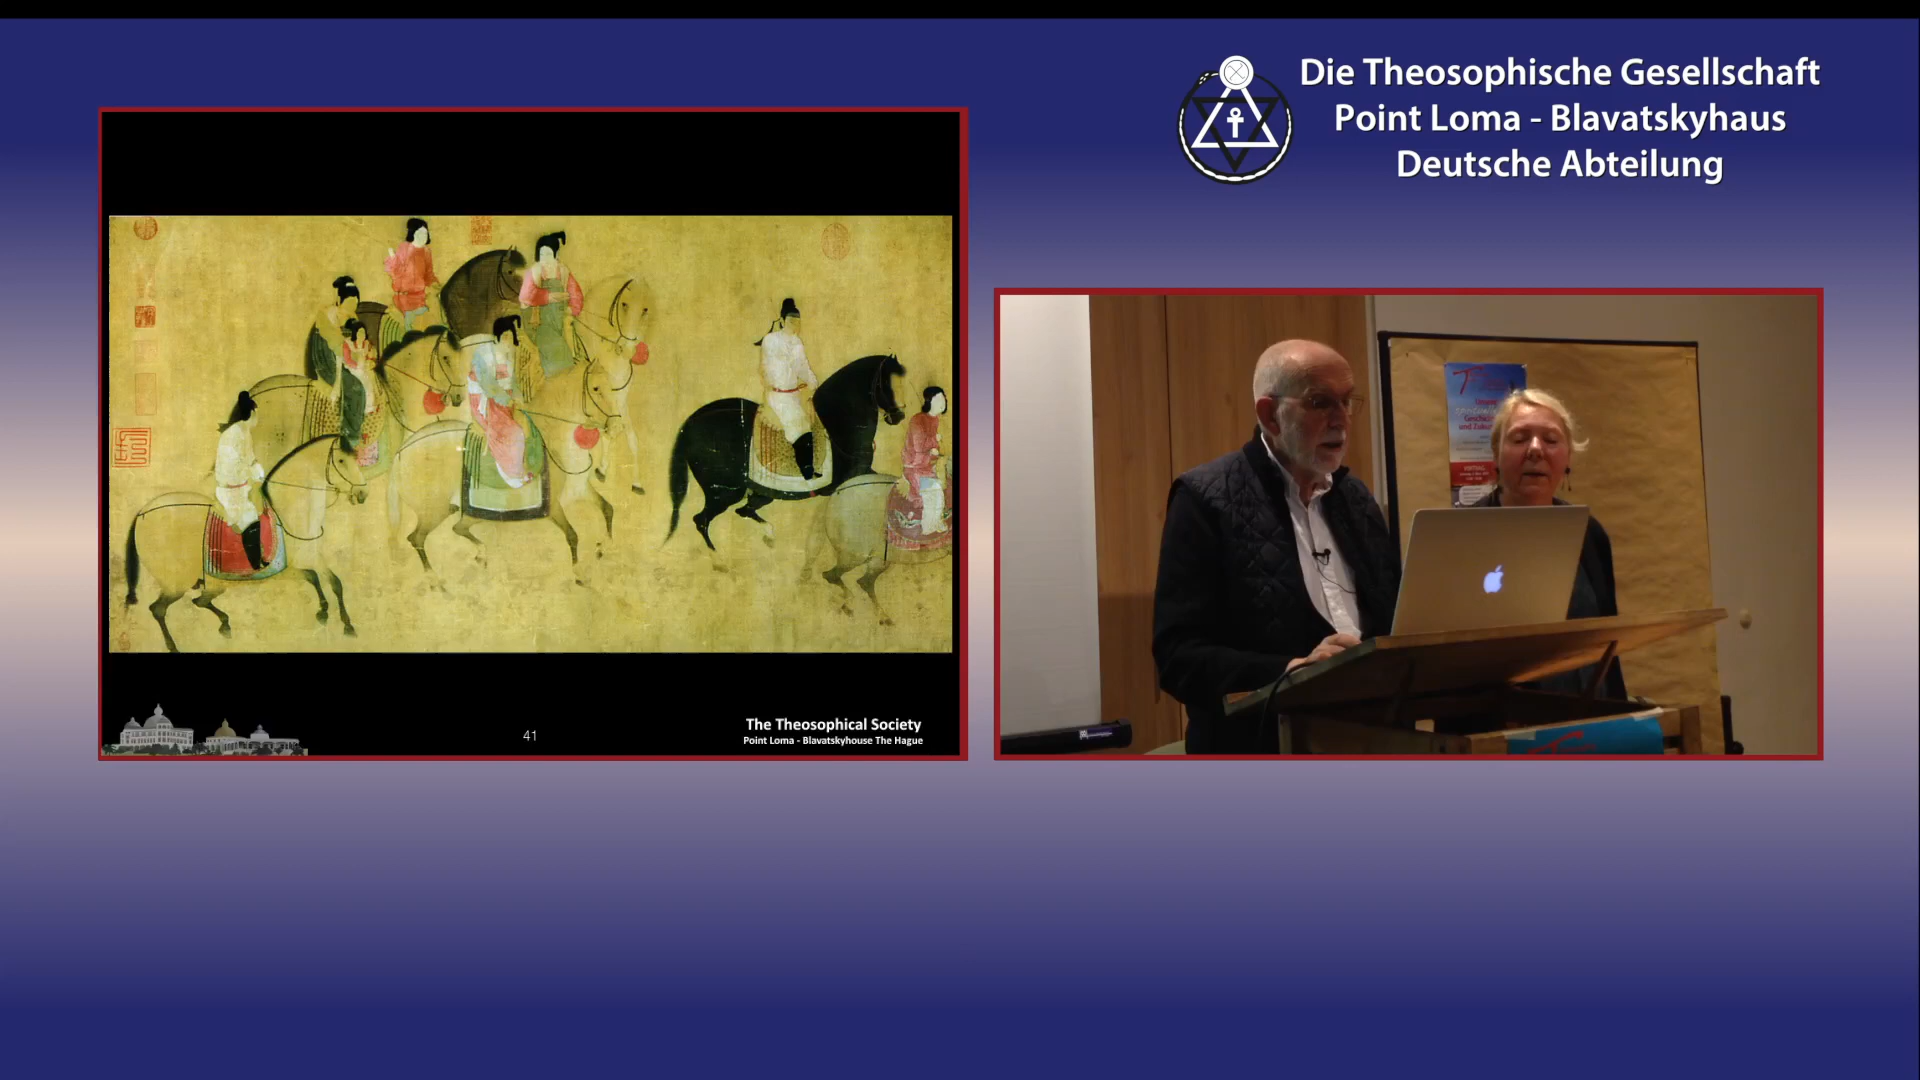 Die Theosophische Gesellschaft
Point Loma - Blavatskyhaus
Deutsche Abteilung
41
The Theosophical Society
Point Loma - Blavatskyhouse The Hague